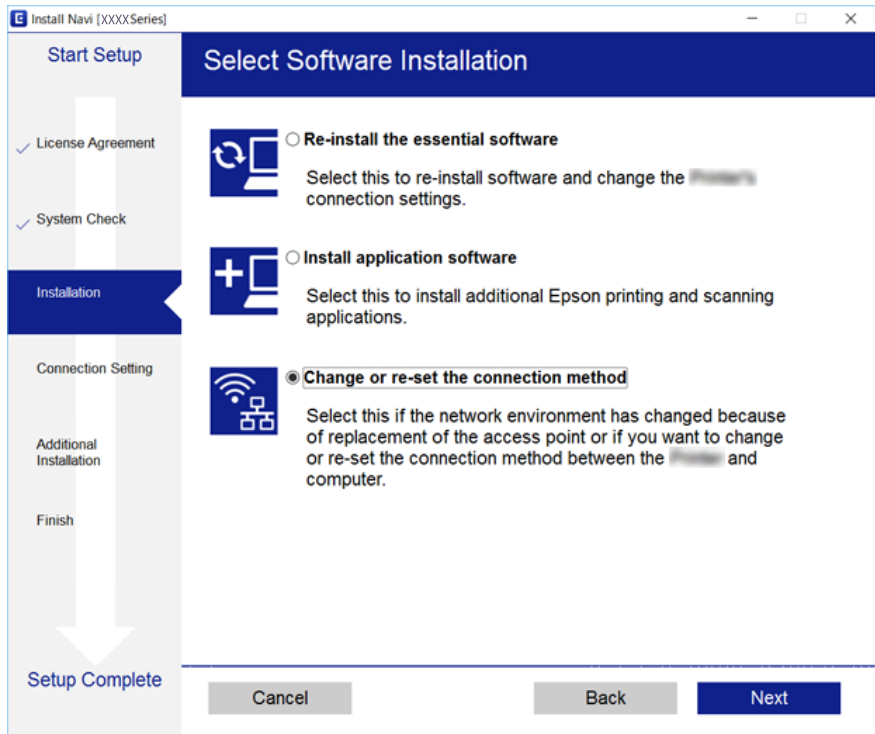 Install Navi [XXXX Series]
Start Setup
License Agreement
System Check
Installation
Connection Setting
Additional
Installation
Finish
Setup Complete
Select Software Installation
Re-install the essential software
Select this to re-install software and change the
connection settings.
Install application software
Select this to install additional Epson printing and scanning
applications.
Change or re-set the connection method
Select this if the network environment has changed because
of replacement of the access point or if you want to change
or re-set the connection method between the and
computer.
Cancel
Back
Next